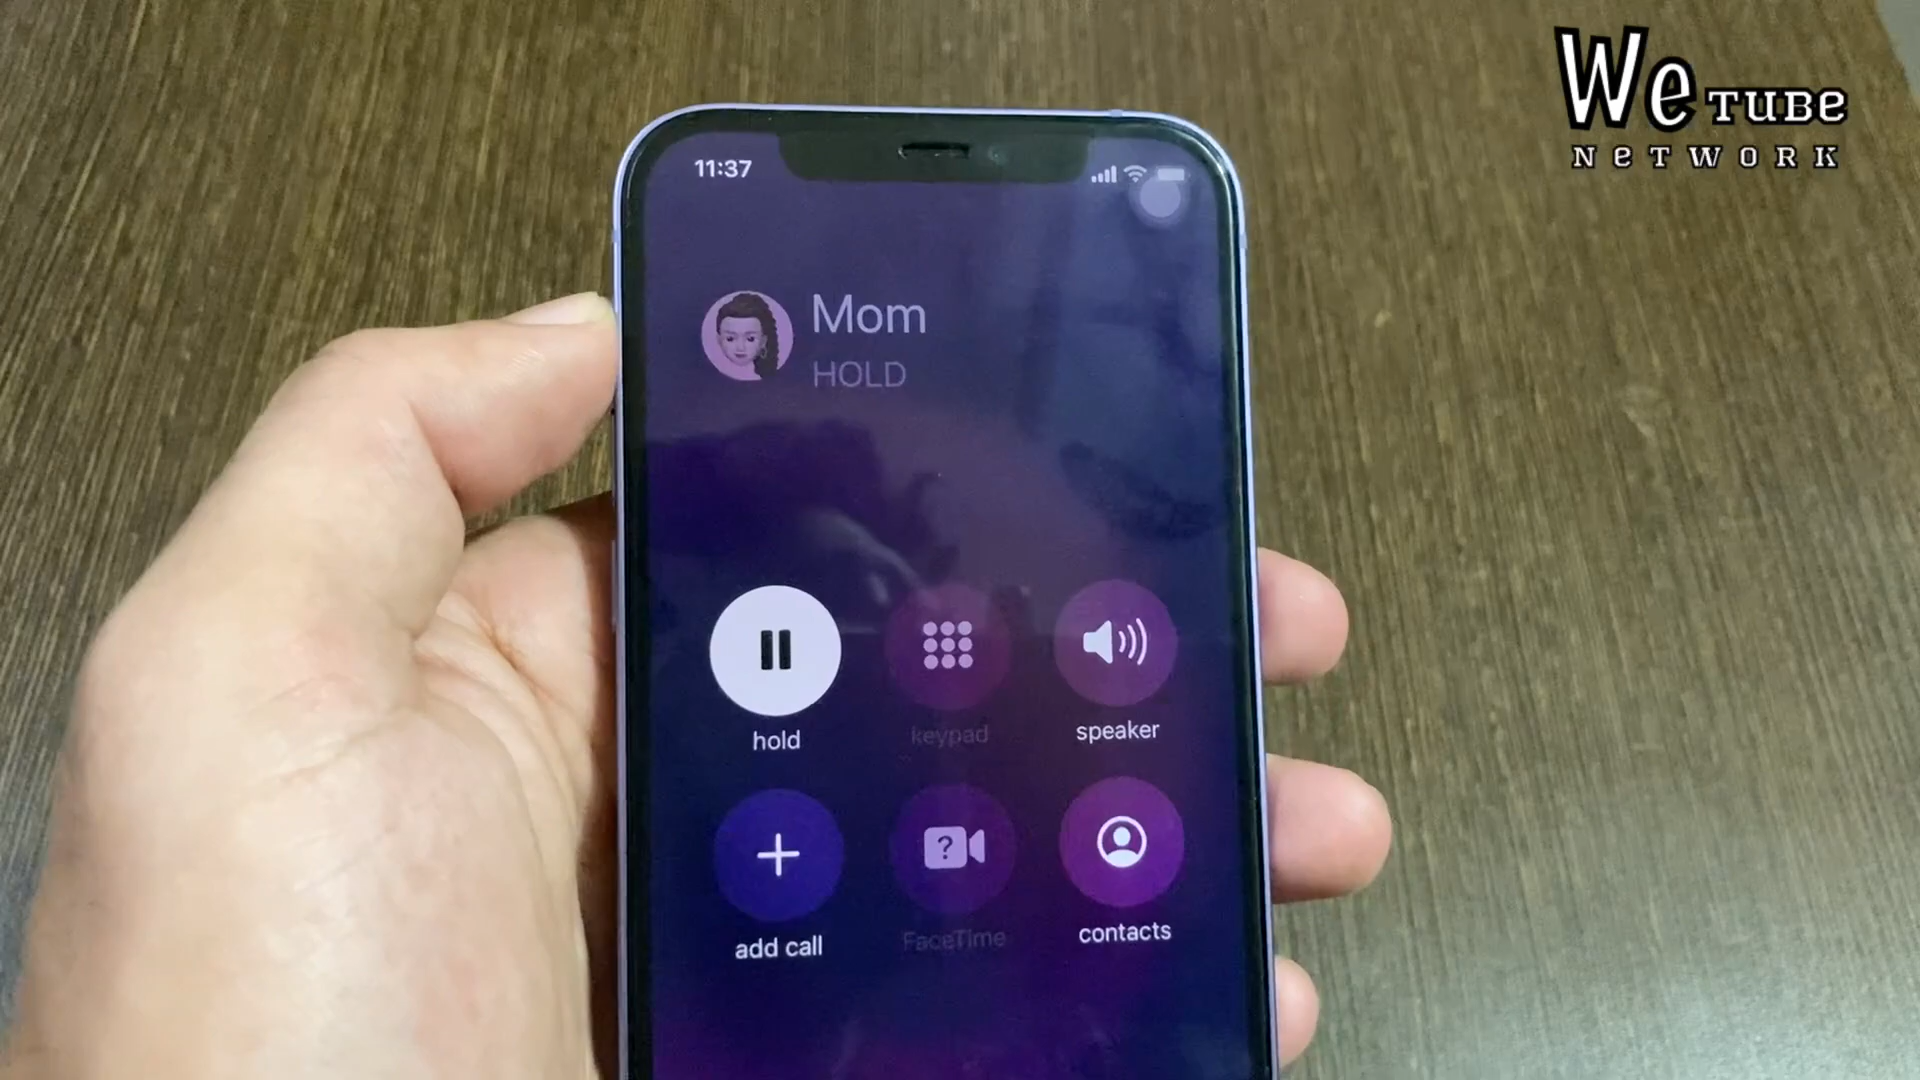 We TUBe
NeTWORK
11:37
Mom
HOLD
hold
keypad
speaker
add call
FaceTime
contacts